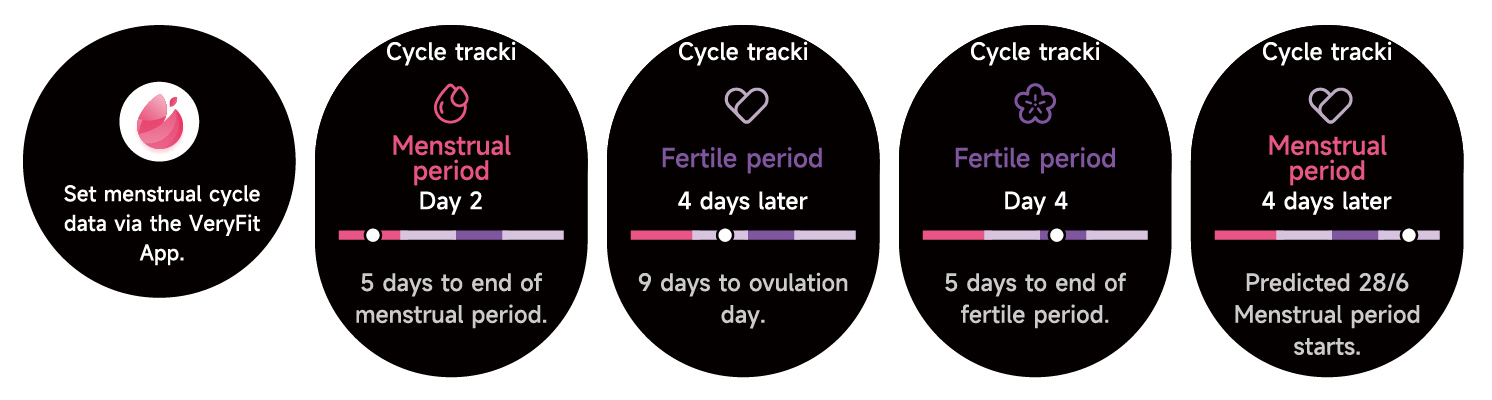 Set menstrual cycle
data via the VeryFit
App.
Cycle tracki
Menstrual
period
Day 2
5 days to end of
menstrual period.
Cycle tracki
Fertile period
4 days later
9 days to ovulation
day.
Cycle tracki
Fertile period
Day 4
5 days to end of
fertile period.
Cycle tracki
Menstrual
period
4 days later
Predicted 28/6
Menstrual period
starts.